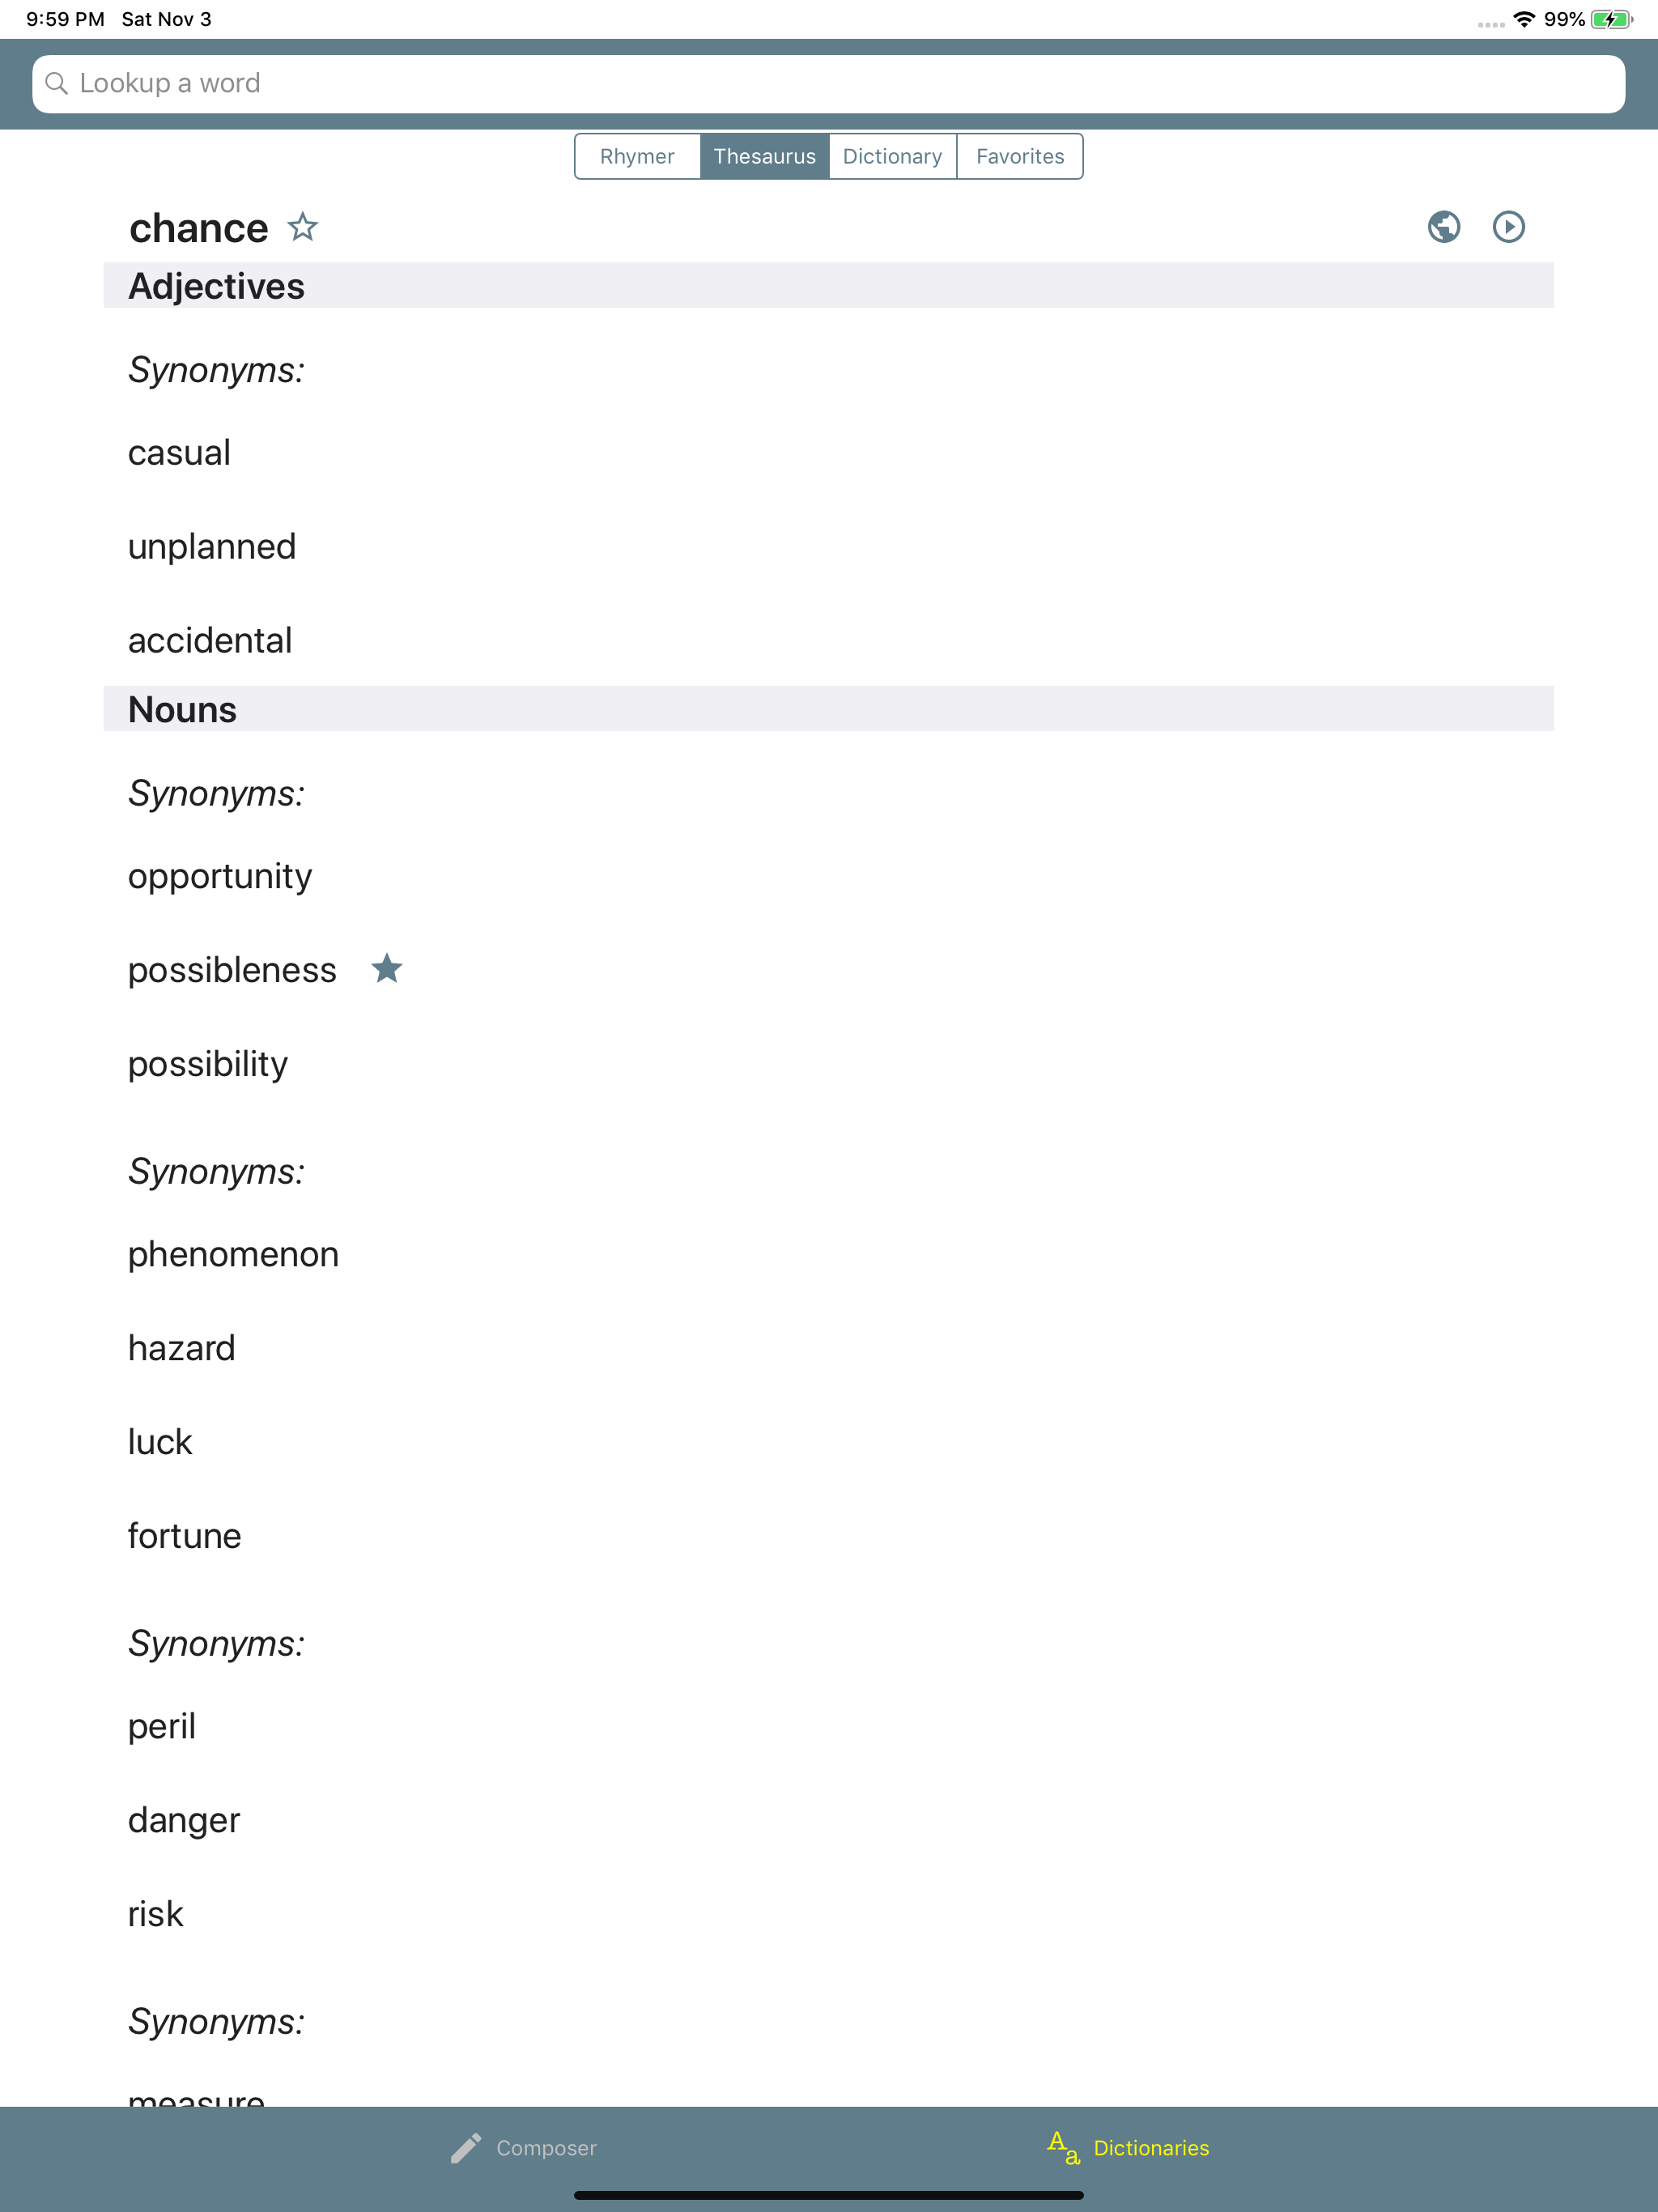 9:59 PM Sat Nov 3 99%
Lookup a word
Rhymer Thesaurus Dictionary Favorites
chance
Adjectives
Synonyms:
casual
unplanned
accidental
Nouns
Synonyms:
opportunity
possibleness
possibility
Synonyms:
phenomenon
hazard
luck
fortune
Synonyms:
peril
danger
risk
Synonyms:
measure
Composer Aa Dictionaries